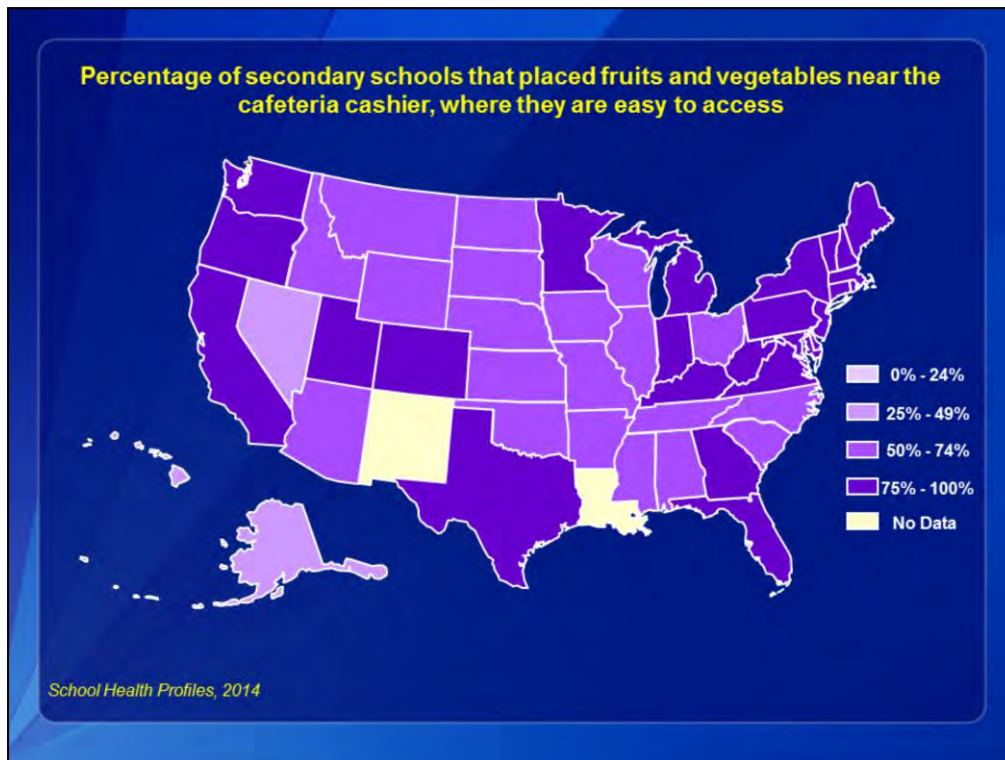 Percentage of secondary schools that placed fruits and vegetables near the
cafeteria cashier, where they are easy to access
0% - 24%
25% - 49%
50% - 74%
75% - 100%
No Data
School Health Profiles, 2014